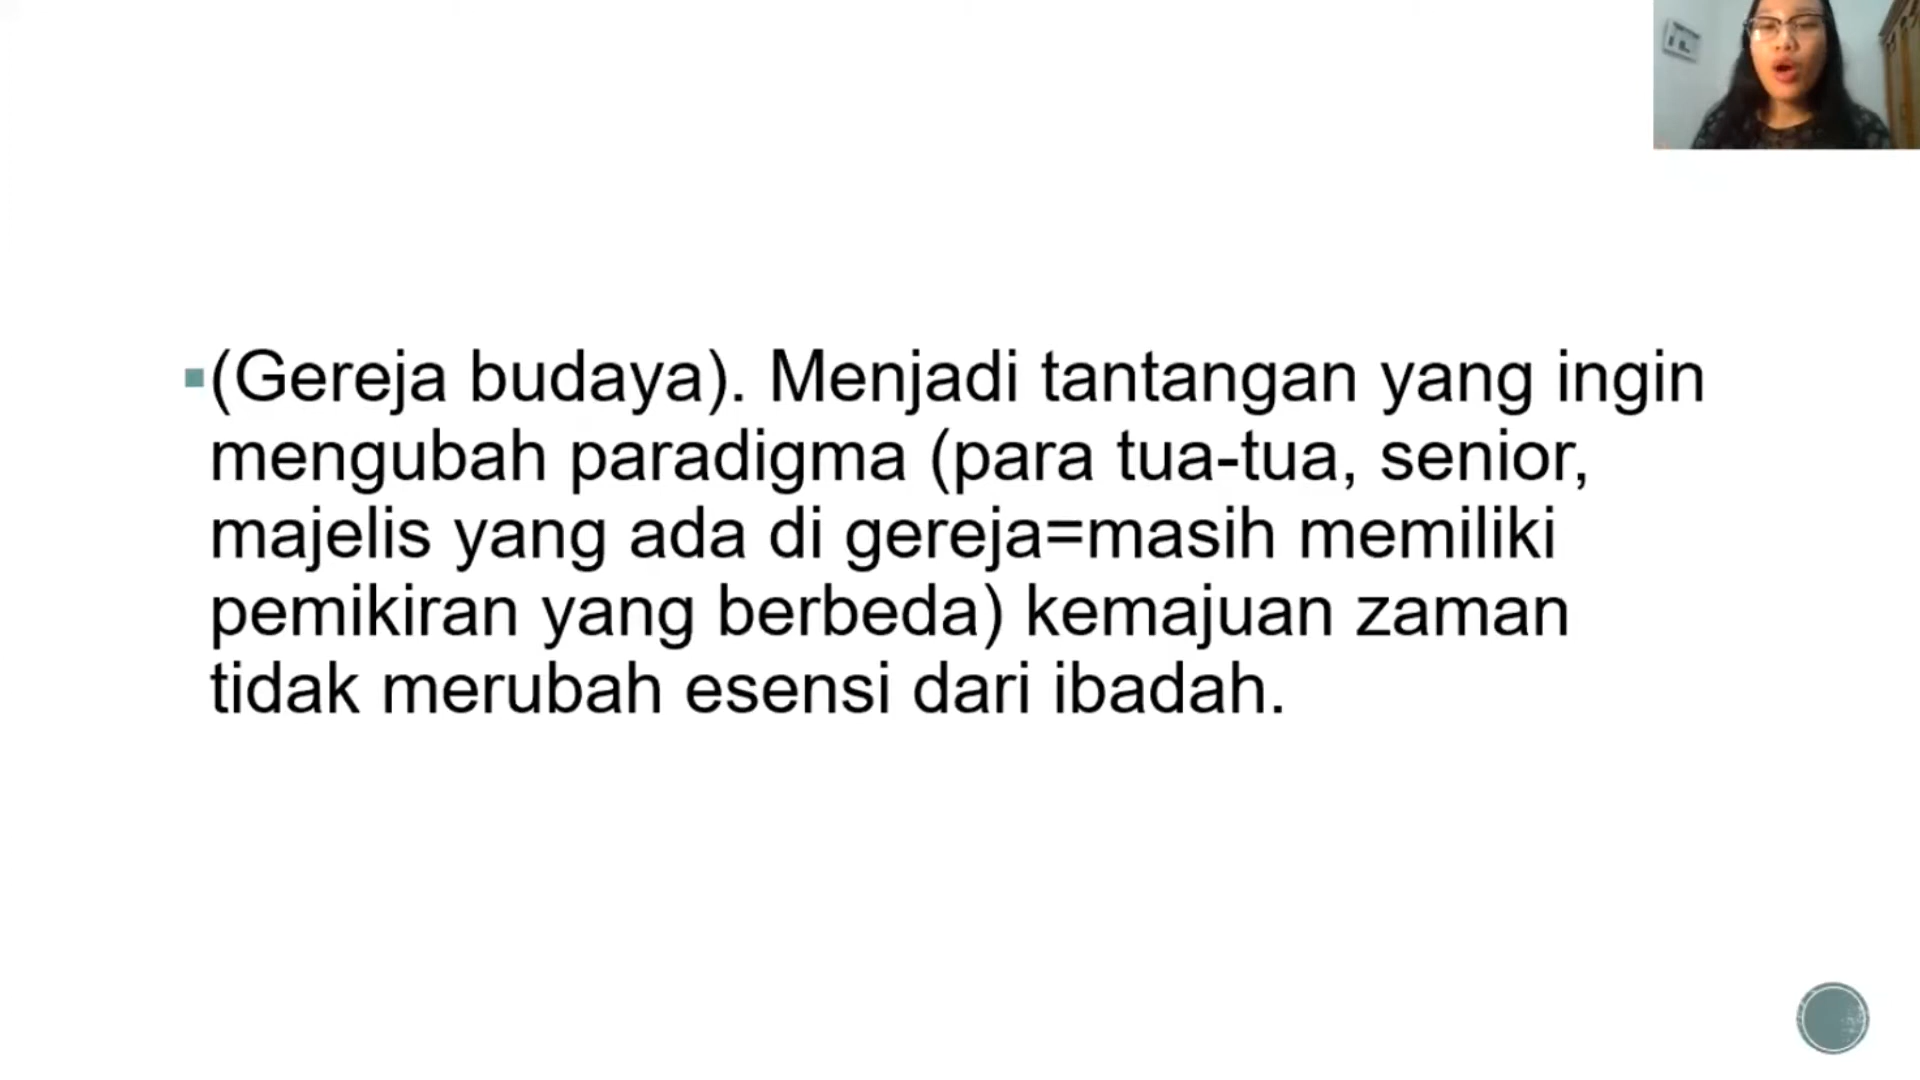 (Gereja budaya). Menjadi tantangan yang ingin
mengubah paradigma (para tua-tua, senior,
majelis yang ada di gereja=masih memiliki
pemikiran yang berbeda) kemajuan zaman
tidak merubah esensi dari ibadah.